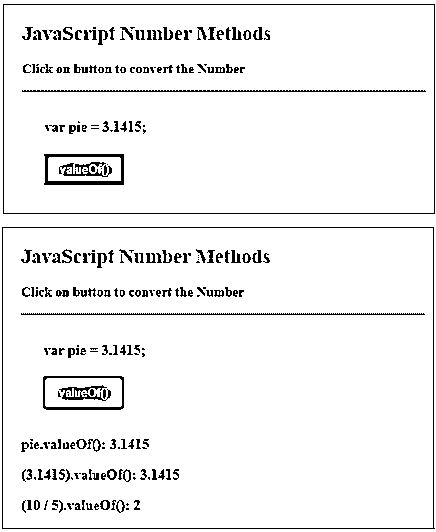 JavaScript Number Methods
Click on button to convert the Number
var pie = 3.1415;
valueOf()
JavaScript Number Methods
Click on button to convert the Number
var pie = 3.1415;
valueOf()
pie.valueOf(): 3.1415
(3.1415).valueOf(): 3.1415
(10 / 5).valueOf(): 2